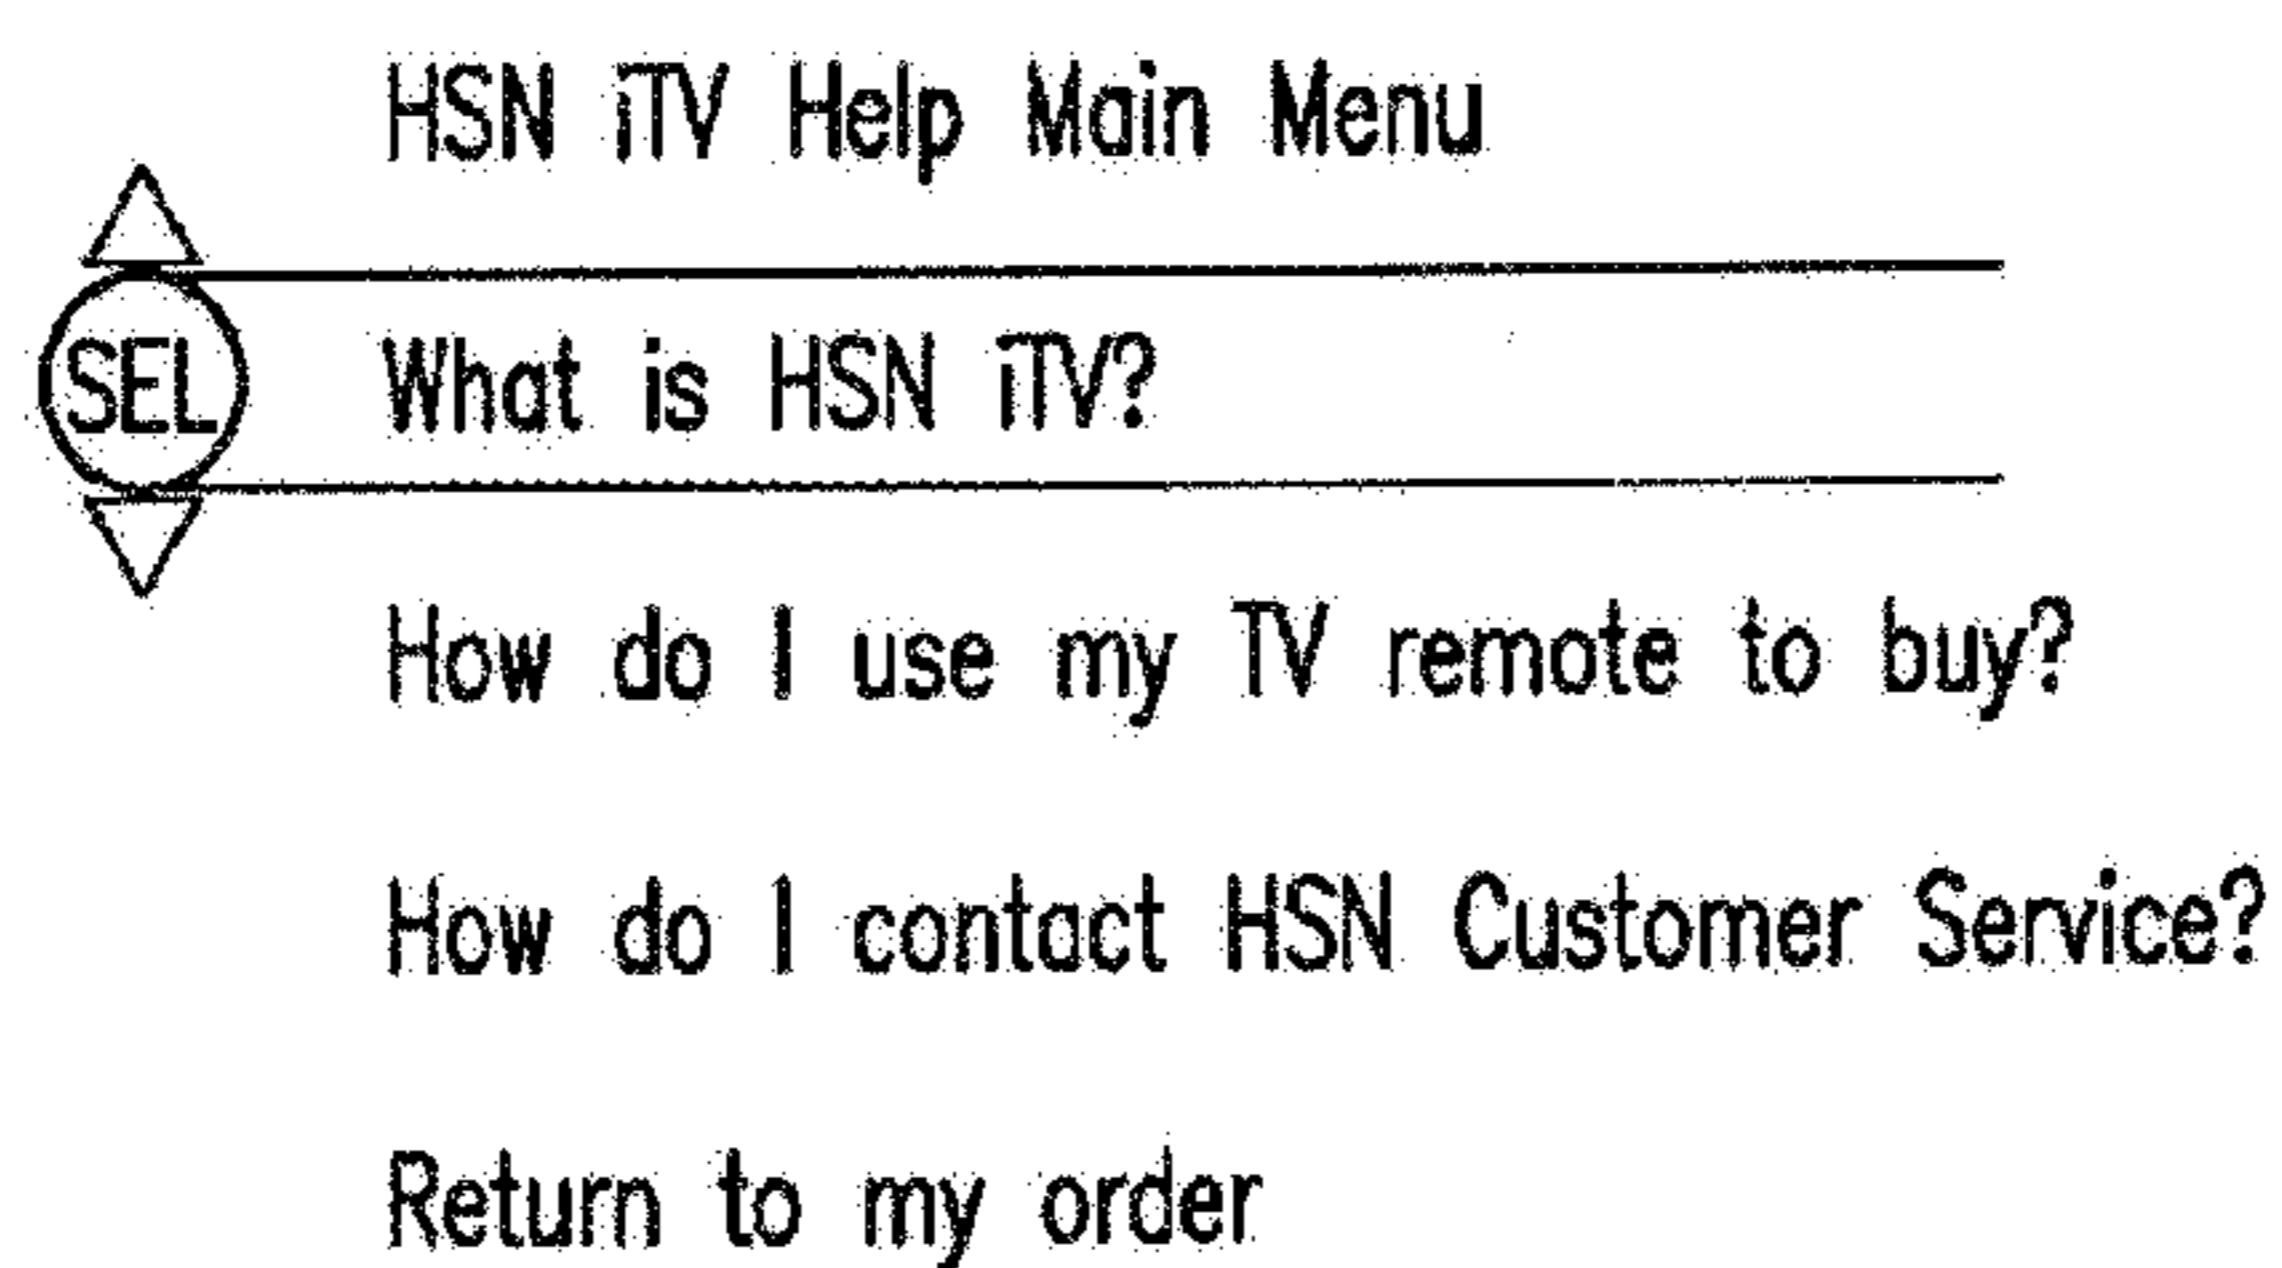 HSN iTV Help Main Menu
SEL What is HSN iTV?
How do I use my TV remote to buy?
How do I contact HSN Customer Service?
Return to my order